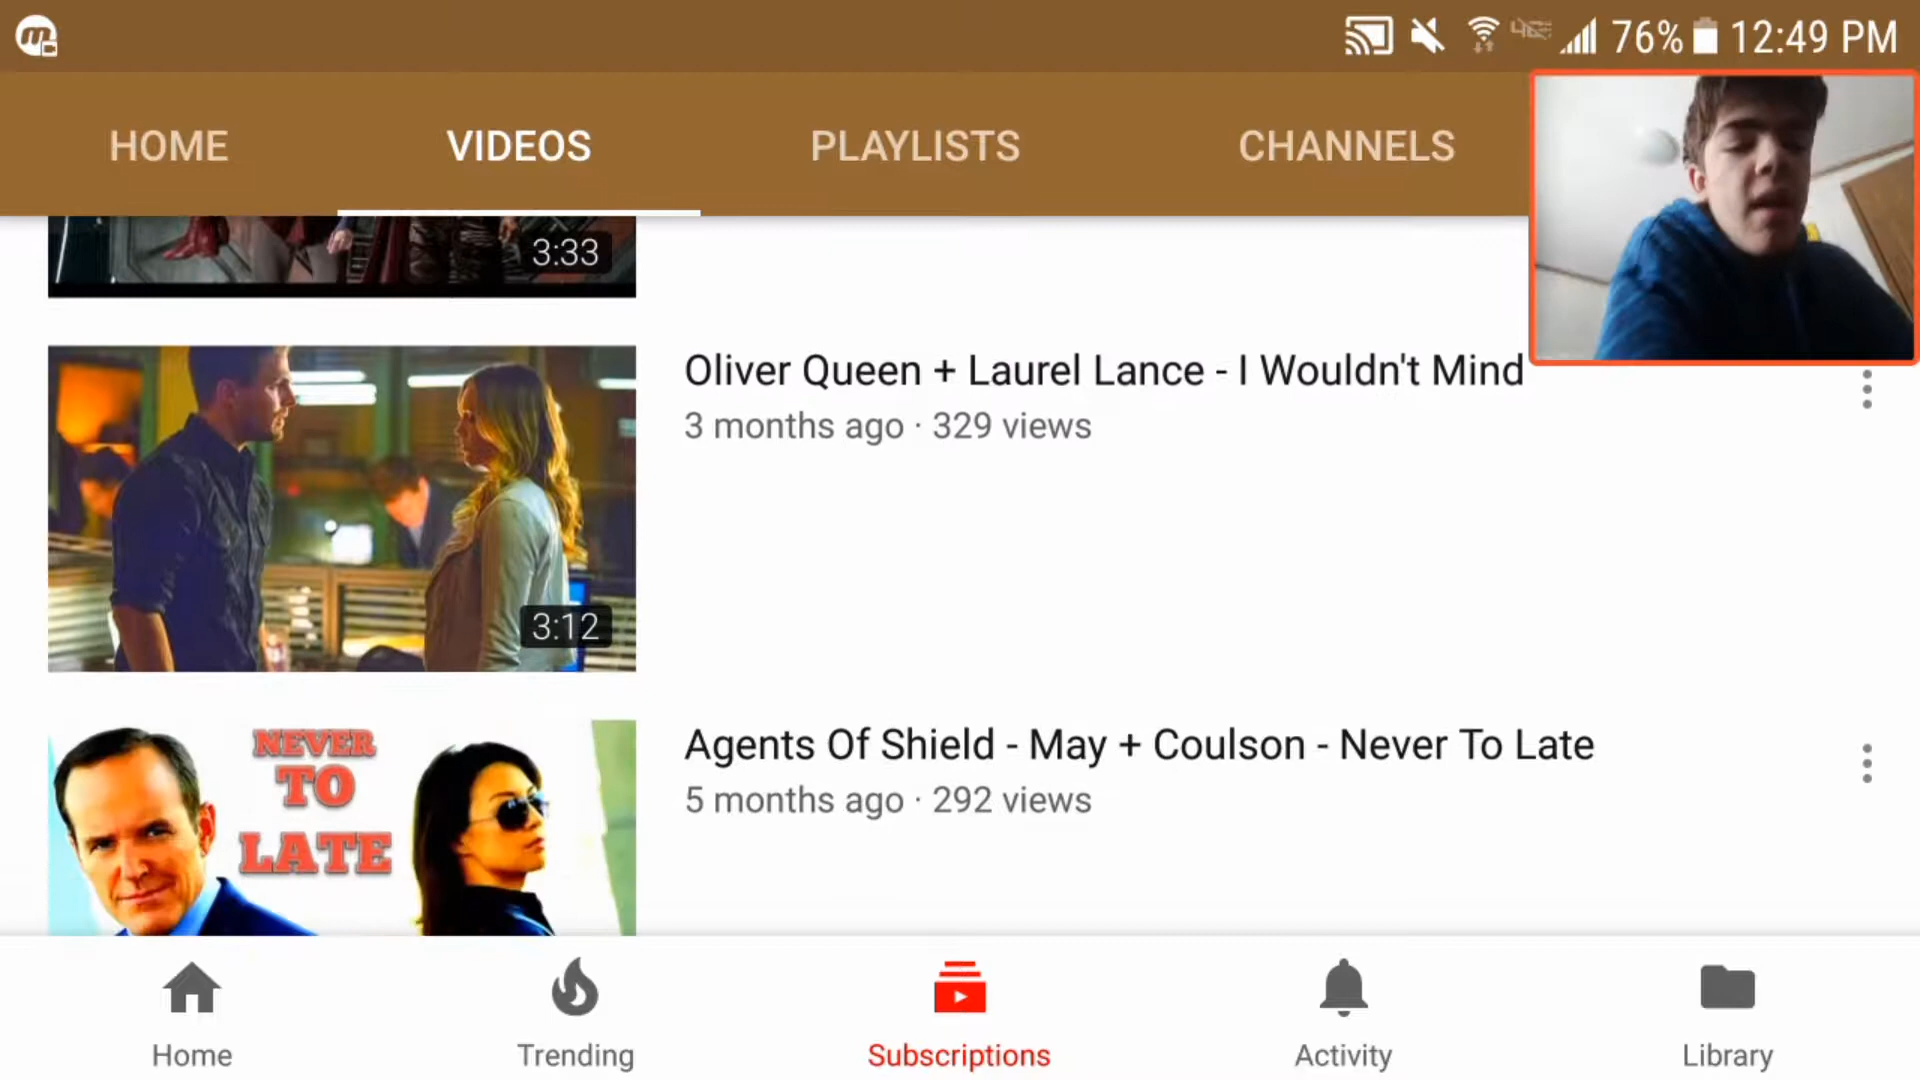 76% 12:49 PM
HOME VIDEOS PLAYLISTS CHANNELS
3:33
Oliver Queen + Laurel Lance - I Wouldn't Mind
3 months ago · 329 views
3:12
Agents Of Shield - May + Coulson - Never To Late
5 months ago · 292 views
NEVER
TO
LATE
Home Trending Subscriptions Activity Library